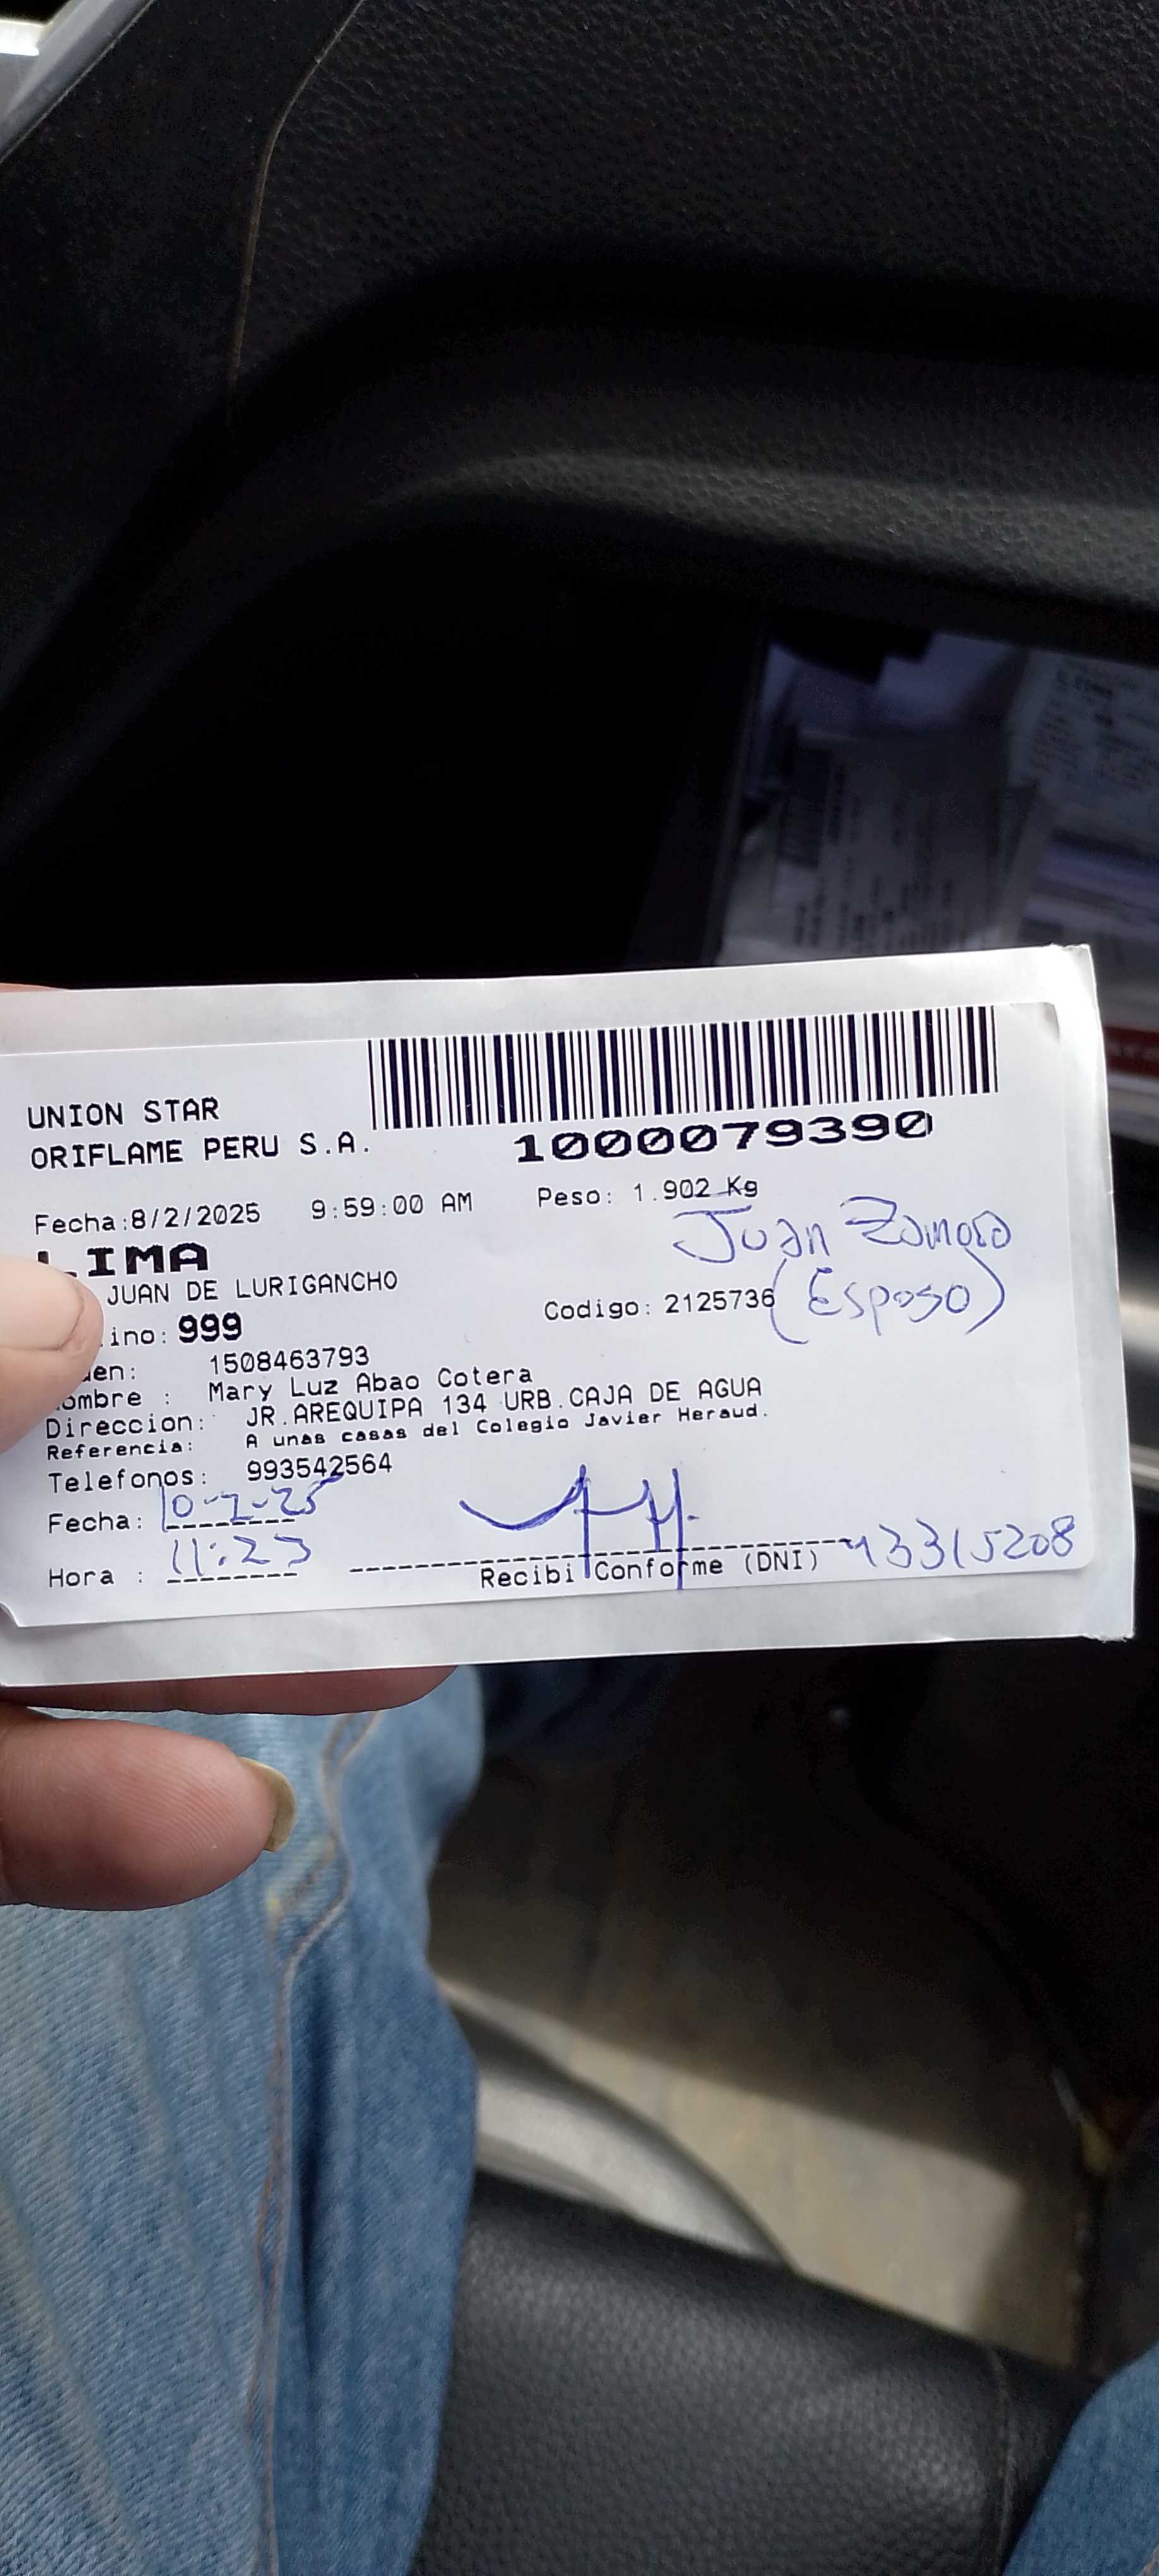 UNION STAR
ORIFLAME PERU S.A.
1000079390
Fecha:8/2/2025 9:59:00 AM Peso: 1.902 Kg
LIMA
Juan Zamora
JUAN DE LURIGANCHO
(Esposo)
ino: 999 Codigo: 2125736
en: 1508463793
ombre : Mary Luz Abao Cotera
Direccion: JR.AREQUIPA 134 URB.CAJA DE AGUA
Referencia: A unas casas del Colegio Javier Heraud.
Telefonos: 993542564
Fecha: 10-2-25
Hora : 11:23
Recibi Conforme (DNI) 43315208